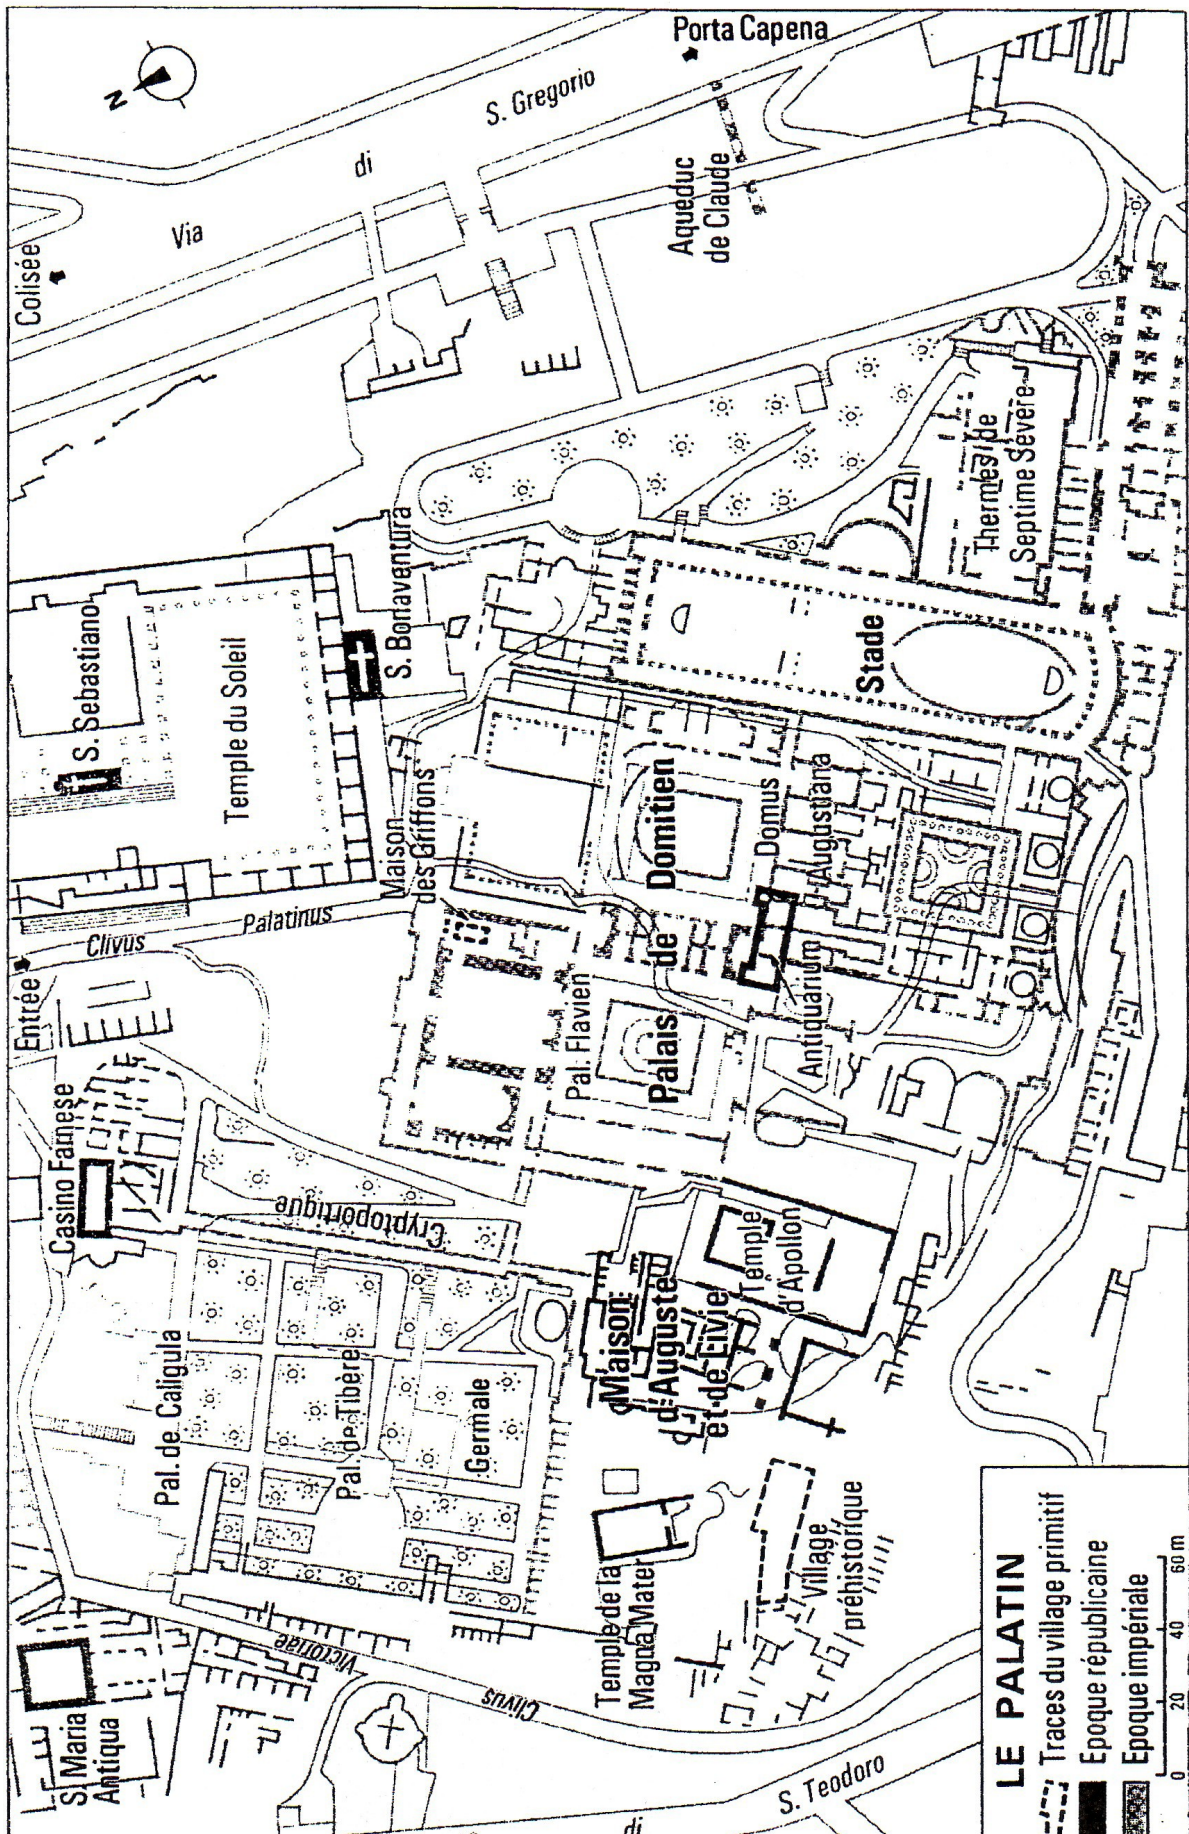 Porta Capena
N
S. Gregorio
di
Via
Colisée
Aqueduc
de Claude
Thermes de
Septime Sévère
S. Bonaventura
S. Sebastiano
Temple du Soleil
Stade
Maison
des Griffons
Domus
Augustiana
Palais de Domitien
Clivus Palatinus
Entrée
Pal. Flavien
Antiquarium
Casino Farnese
Cryptoportique
Temple
d'Apollon
Maison
d'Auguste
et de Livie
Pal. de Caligula
Pal. de Tibère
Germale
Temple de la
Magna Mater
Village
préhistorique
Clivus Victoriae
S. Maria
Antiqua
S. Teodoro
di
LE PALATIN
Traces du village primitif
Epoque républicaine
Epoque impériale
0 20 40 60 m